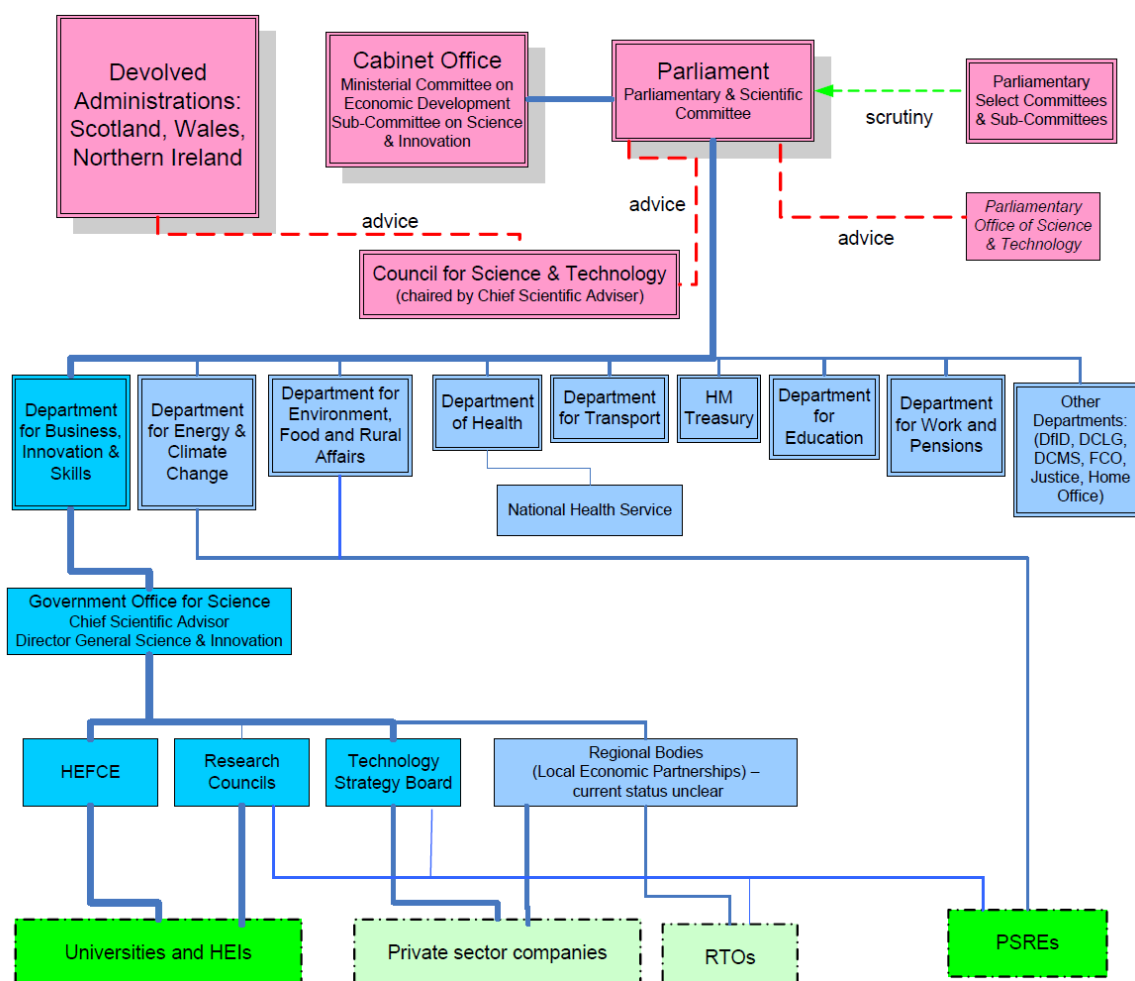 Devolved
Administrations:
Scotland, Wales,
Northern Ireland
Cabinet Office
Ministerial Committee on
Economic Development
Sub-Committee on Science
& Innovation
Parliament
Parliamentary & Scientific
Committee
Parliamentary
Select Committees
& Sub-Committees
scrutiny
Parliamentary
Office of Science
& Technology
advice
advice
advice
Council for Science & Technology
(chaired by Chief Scientific Adviser)
Department
for Business,
Innovation &
Skills
Department
for Energy &
Climate
Change
Department for
Environment,
Food and Rural
Affairs
Department
of Health
Department
for Transport
HM
Treasury
Department
for
Education
Department
for Work and
Pensions
Other
Departments:
(DfID, DCLG,
DCMS, FCO,
Justice, Home
Office)
National Health Service
Government Office for Science
Chief Scientific Advisor
Director General Science & Innovation
HEFCE
Research
Councils
Technology
Strategy Board
Regional Bodies
(Local Economic Partnerships) –
current status unclear
Universities and HEIs
Private sector companies
RTOs
PSREs